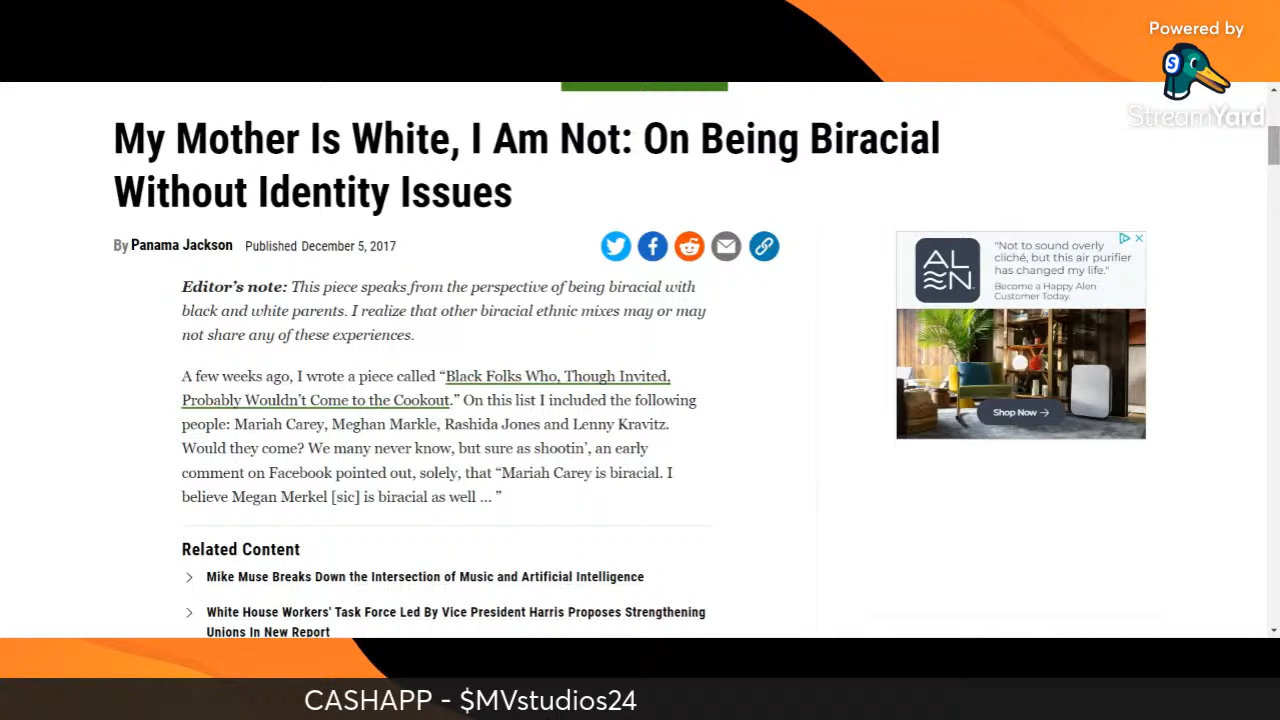 Powered by
S
StreamYard
My Mother Is White, I Am Not: On Being Biracial
Without Identity Issues
By Panama Jackson Published December 5, 2017
Editor's note: This piece speaks from the perspective of being biracial with
black and white parents. I realize that other biracial ethnic mixes may or may
not share any of these experiences.
A few weeks ago, I wrote a piece called “Black Folks Who, Though Invited,
Probably Wouldn’t Come to the Cookout.” On this list I included the following
people: Mariah Carey, Meghan Markle, Rashida Jones and Lenny Kravitz.
Would they come? We many never know, but sure as shootin’, an early
comment on Facebook pointed out, solely, that “Mariah Carey is biracial. I
believe Megan Merkel [sic] is biracial as well … ”
Related Content
Mike Muse Breaks Down the Intersection of Music and Artificial Intelligence
White House Workers' Task Force Led By Vice President Harris Proposes Strengthening
Unions In New Report
ALEN
"Not to sound overly
cliché, but this air purifier
has changed my life."
Become a Happy Alen
Customer Today.
Shop Now →
CASHAPP - $MVstudios24